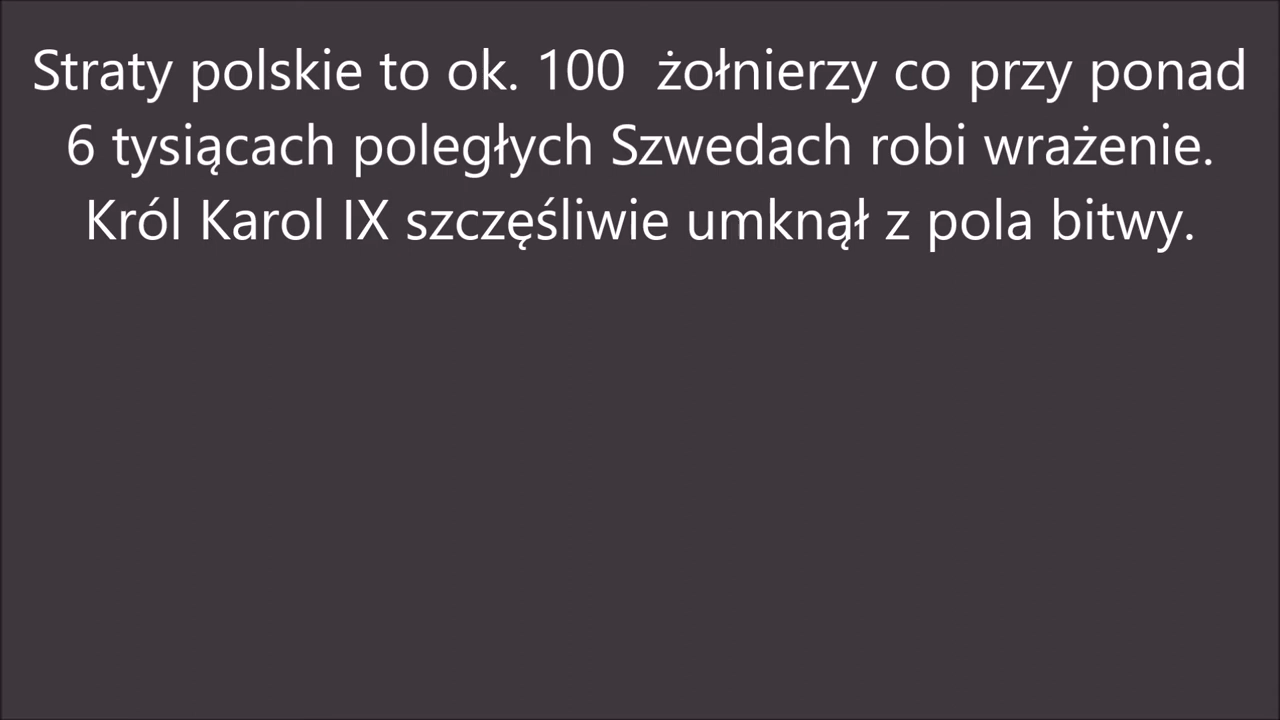 Straty polskie to ok. 100  żołnierzy co przy ponad
6 tysiącach poległych Szwedach robi wrażenie.
Król Karol IX szczęśliwie umknął z pola bitwy.